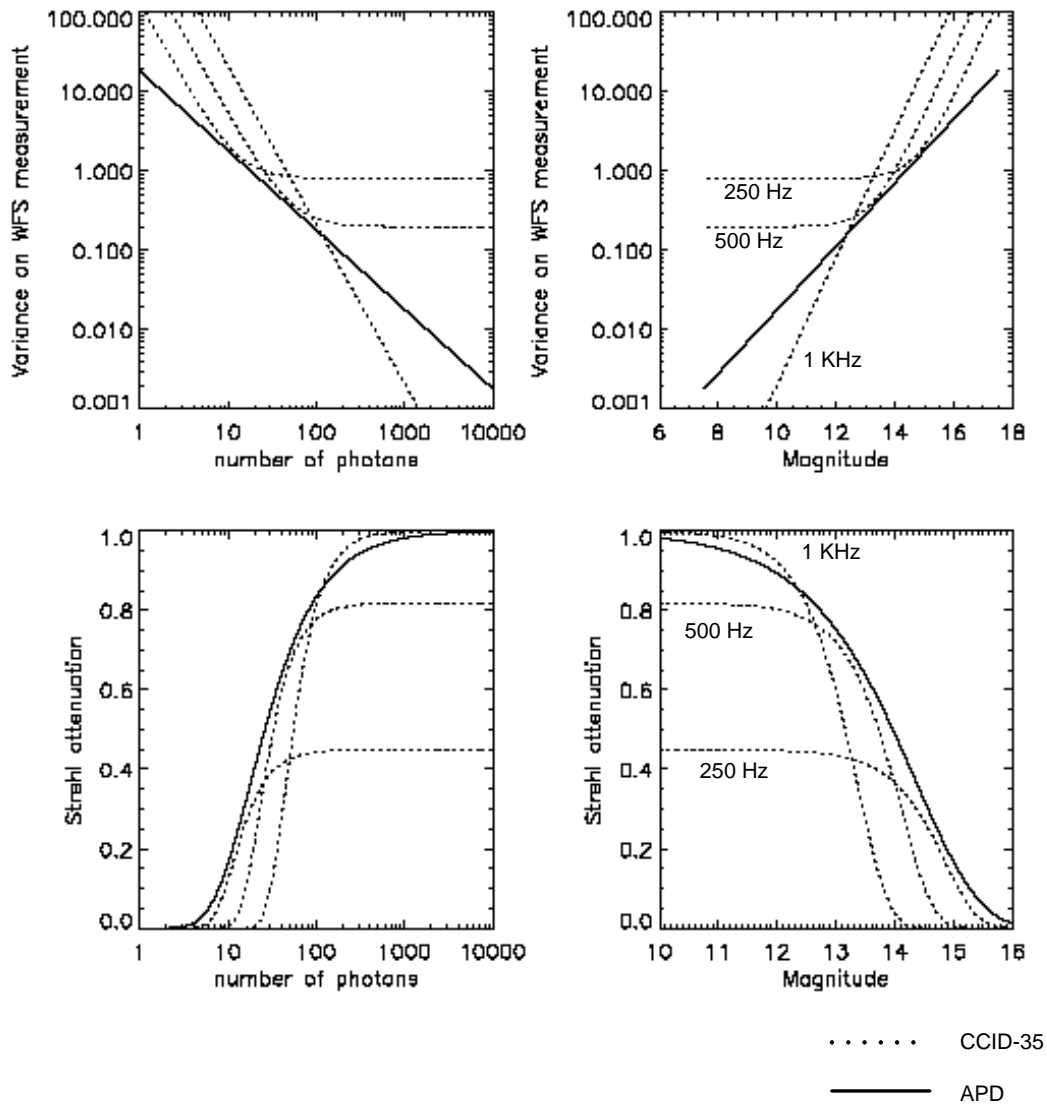 Variance on WFS measurement
100.000
10.000
1.000
0.100
0.010
0.001
1 10 100 1000 10000
number of photons
Variance on WFS measurement
100.000
10.000
1.000
0.100
0.010
0.001
250 Hz
500 Hz
1 KHz
6 8 10 12 14 16 18
Magnitude
Strehl attenuation
1.0
0.8
0.6
0.4
0.2
0.0
1 10 100 1000 10000
number of photons
Strehl attenuation
1.0
0.8
0.6
0.4
0.2
0.0
1 KHz
500 Hz
250 Hz
10 11 12 13 14 15 16
Magnitude
CCID-35
APD